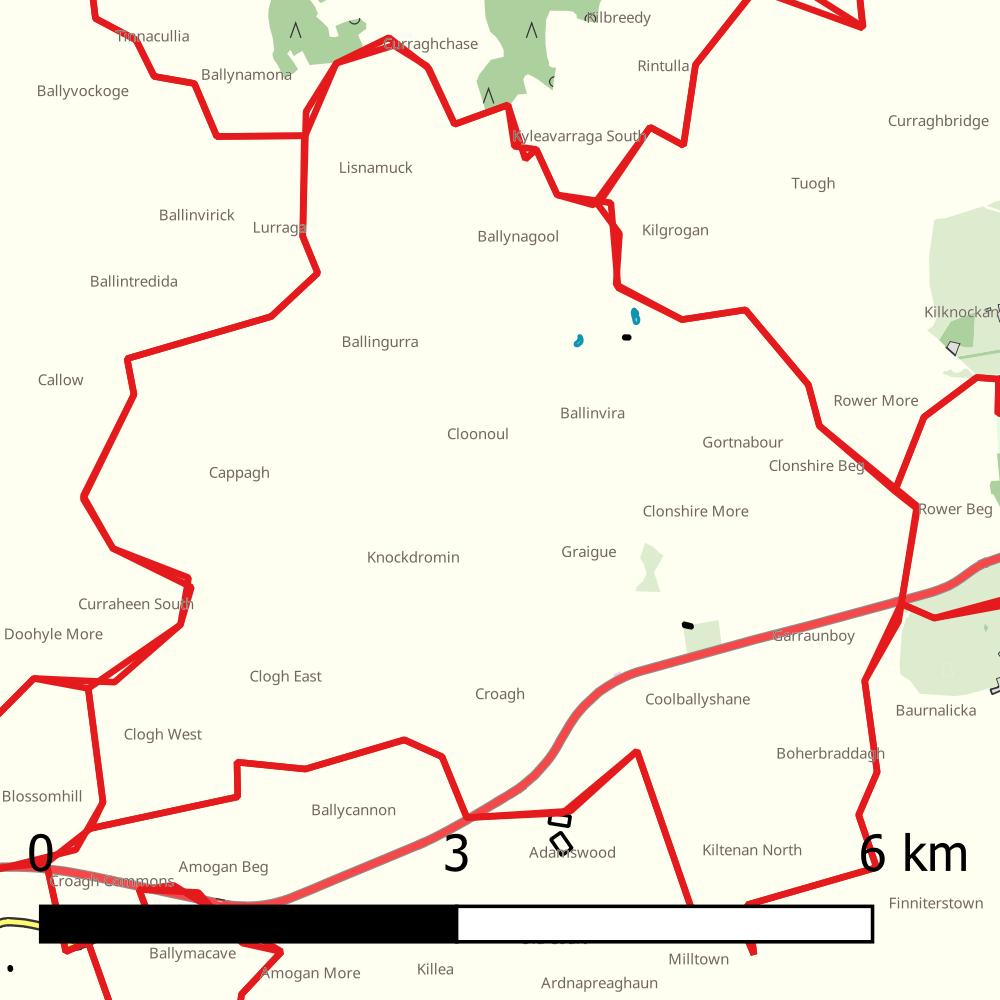 Kilbreedy
Tinnacullia
Curraghchase
Rintulla
Ballynamona
Ballyvockoge
Curraghbridge
Kyleavarraga South
Lisnamuck
Tuogh
Ballinvirick
Lurraga
Kilgrogan
Ballynagool
Ballintredida
Kilknockan
Ballingurra
Callow
Rower More
Ballinvira
Cloonoul
Gortnabour
Clonshire Beg
Cappagh
Rower Beg
Clonshire More
Graigue
Knockdromin
Curraheen South
Doohyle More
Garraunboy
Clogh East
Croagh
Coolballyshane
Baurnalicka
Clogh West
Boherbraddagh
Blossomhill
Ballycannon
0 3 6 km
Adamswood
Kiltenan North
Amogan Beg
Croagh Commons
Finniterstown
Ballymacave
Milltown
Killea
Amogan More
Ardnapreaghaun